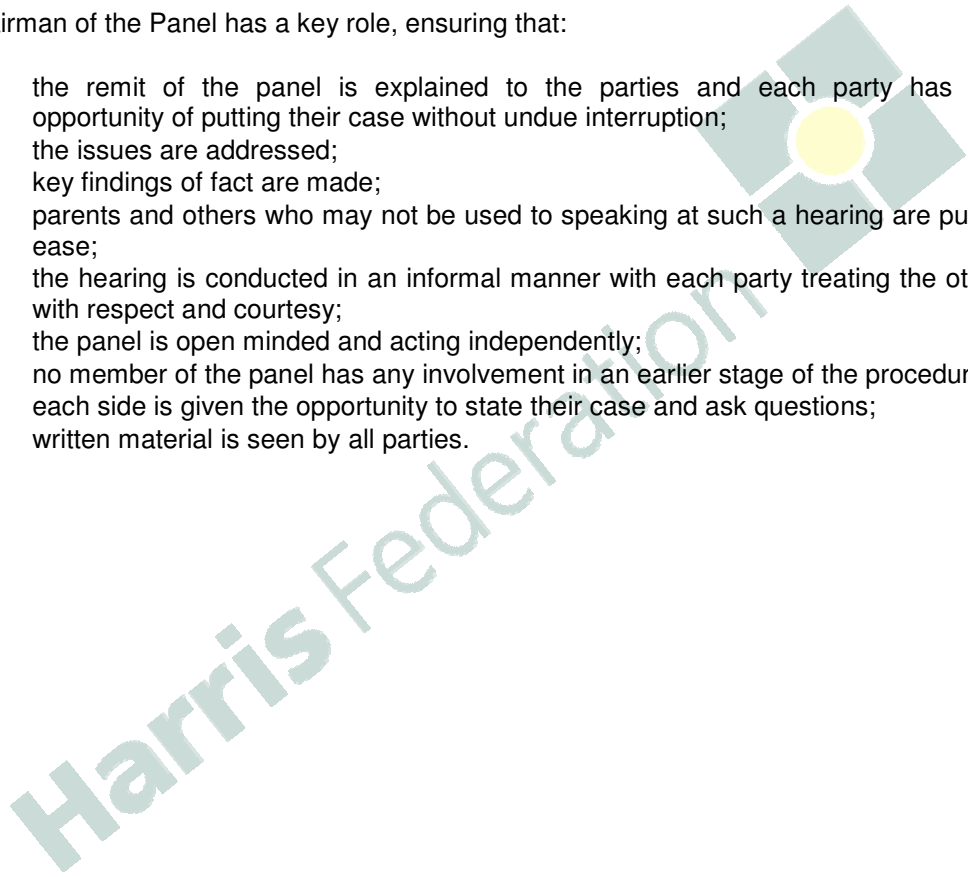 irman of the Panel has a key role, ensuring that:
the remit of the panel is explained to the parties and each party has
opportunity of putting their case without undue interruption;
the issues are addressed;
key findings of fact are made;
parents and others who may not be used to speaking at such a hearing are pu
ease;
the hearing is conducted in an informal manner with each party treating the ot
with respect and courtesy;
the panel is open minded and acting independently;
no member of the panel has any involvement in an earlier stage of the procedur
each side is given the opportunity to state their case and ask questions;
written material is seen by all parties.
Harris Federation